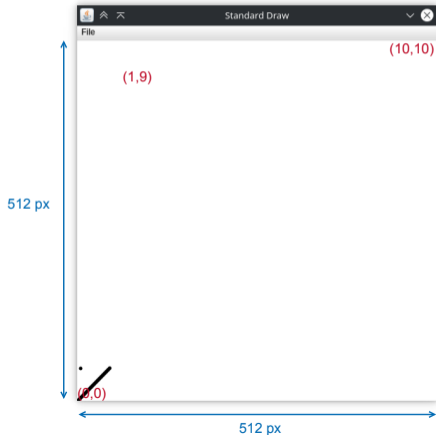 Standard Draw
File
(10,10)
(1,9)
512 px
(0,0)
512 px